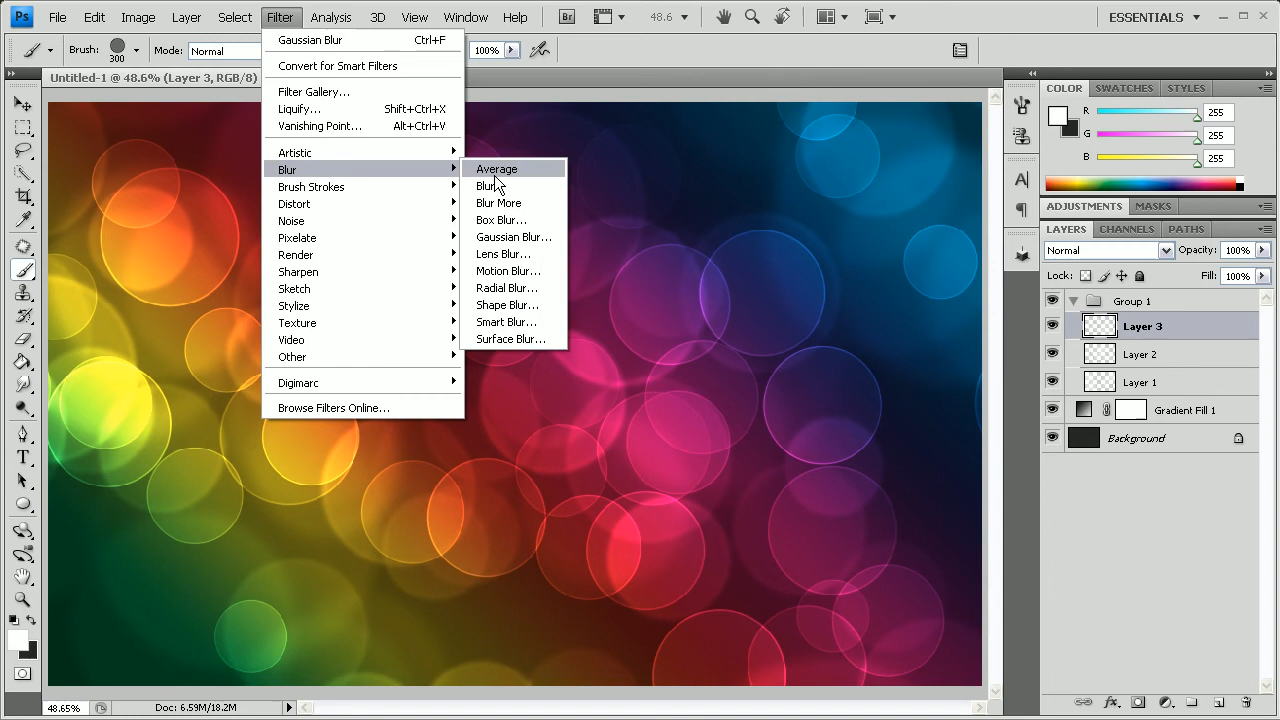 Ps File Edit Image Layer Select Filter Analysis 3D View Window Help Br 48.6 ESSENTIALS
Brush: 300 Mode: Normal 100%
Untitled-1 @ 48.6% (Layer 3, RGB/8)
Gaussian Blur Ctrl+F
Convert for Smart Filters
Filter Gallery...
Liquify... Shift+Ctrl+X
Vanishing Point... Alt+Ctrl+V
Artistic
Blur
Brush Strokes
Distort
Noise
Pixelate
Render
Sharpen
Sketch
Stylize
Texture
Video
Other
Digimarc
Browse Filters Online...
Average
Blur
Blur More
Box Blur...
Gaussian Blur...
Lens Blur...
Motion Blur...
Radial Blur...
Shape Blur...
Smart Blur...
Surface Blur...
COLOR SWATCHES STYLES
R 255
G 255
B 255
ADJUSTMENTS MASKS
LAYERS CHANNELS PATHS
Normal Opacity: 100%
Lock: Fill: 100%
Group 1
Layer 3
Layer 2
Layer 1
Gradient Fill 1
Background
48.65% Doc: 6.59M/18.2M